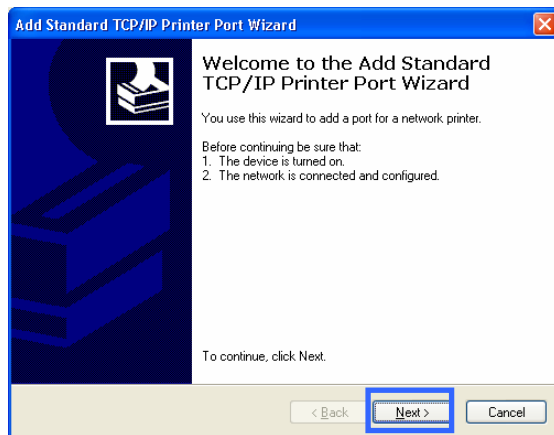 Add Standard TCP/IP Printer Port Wizard
Welcome to the Add Standard
TCP/IP Printer Port Wizard
You use this wizard to add a port for a network printer.
Before continuing be sure that:
1. The device is turned on.
2. The network is connected and configured.
To continue, click Next.
< Back
Next >
Cancel